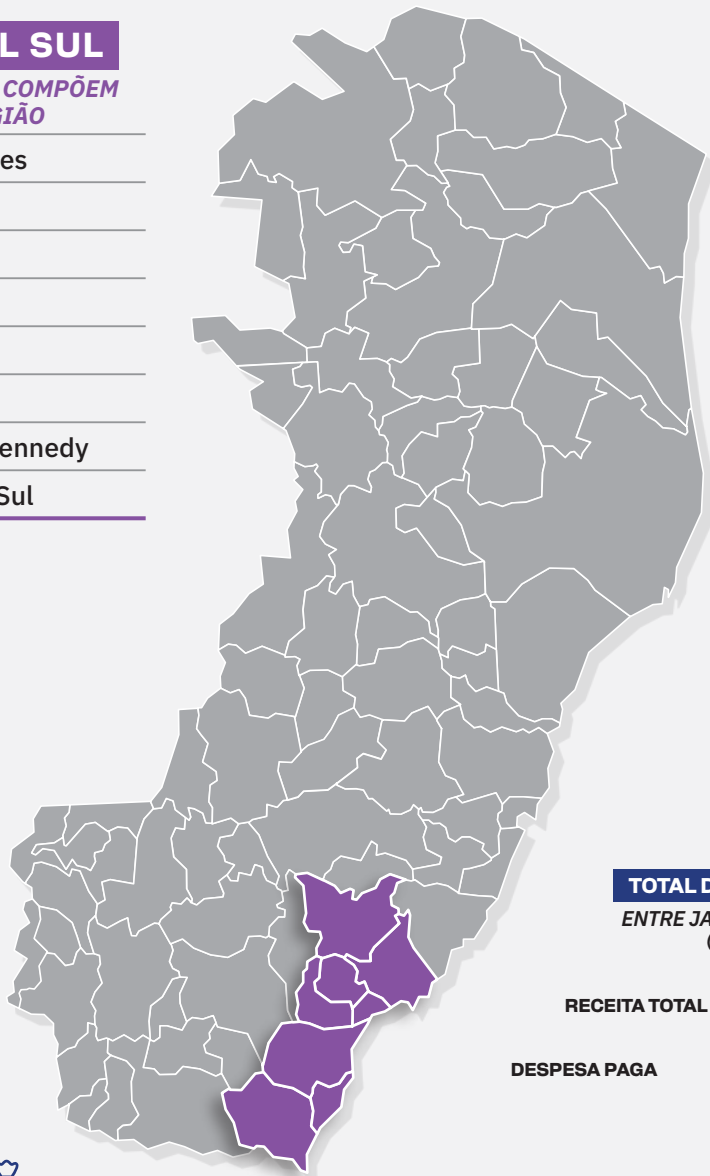 L SUL
COMPÕEM
GIÃO
es
ennedy
Sul
TOTAL D
ENTRE JA
(
RECEITA TOTAL
DESPESA PAGA